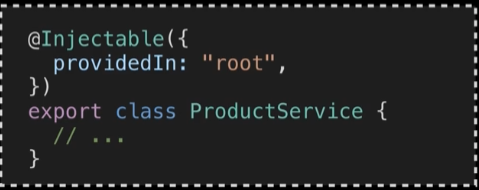 @Injectable({
  providedIn: "root",
})
export class ProductService {
  // ...
}